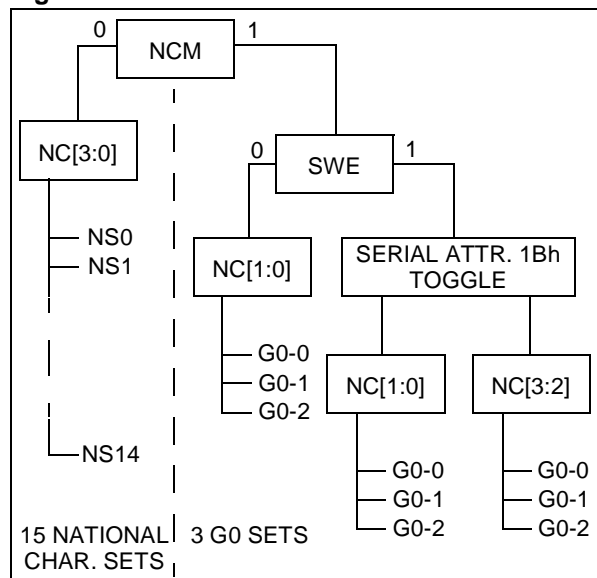 0 NCM 1
NC[3:0]
0 SWE 1
NS0
NS1
NC[1:0]
SERIAL ATTR. 1Bh
TOGGLE
G0-0
G0-1
G0-2
NC[1:0]
NC[3:2]
NS14
G0-0
G0-1
G0-2
G0-0
G0-1
G0-2
15 NATIONAL
CHAR. SETS
3 G0 SETS